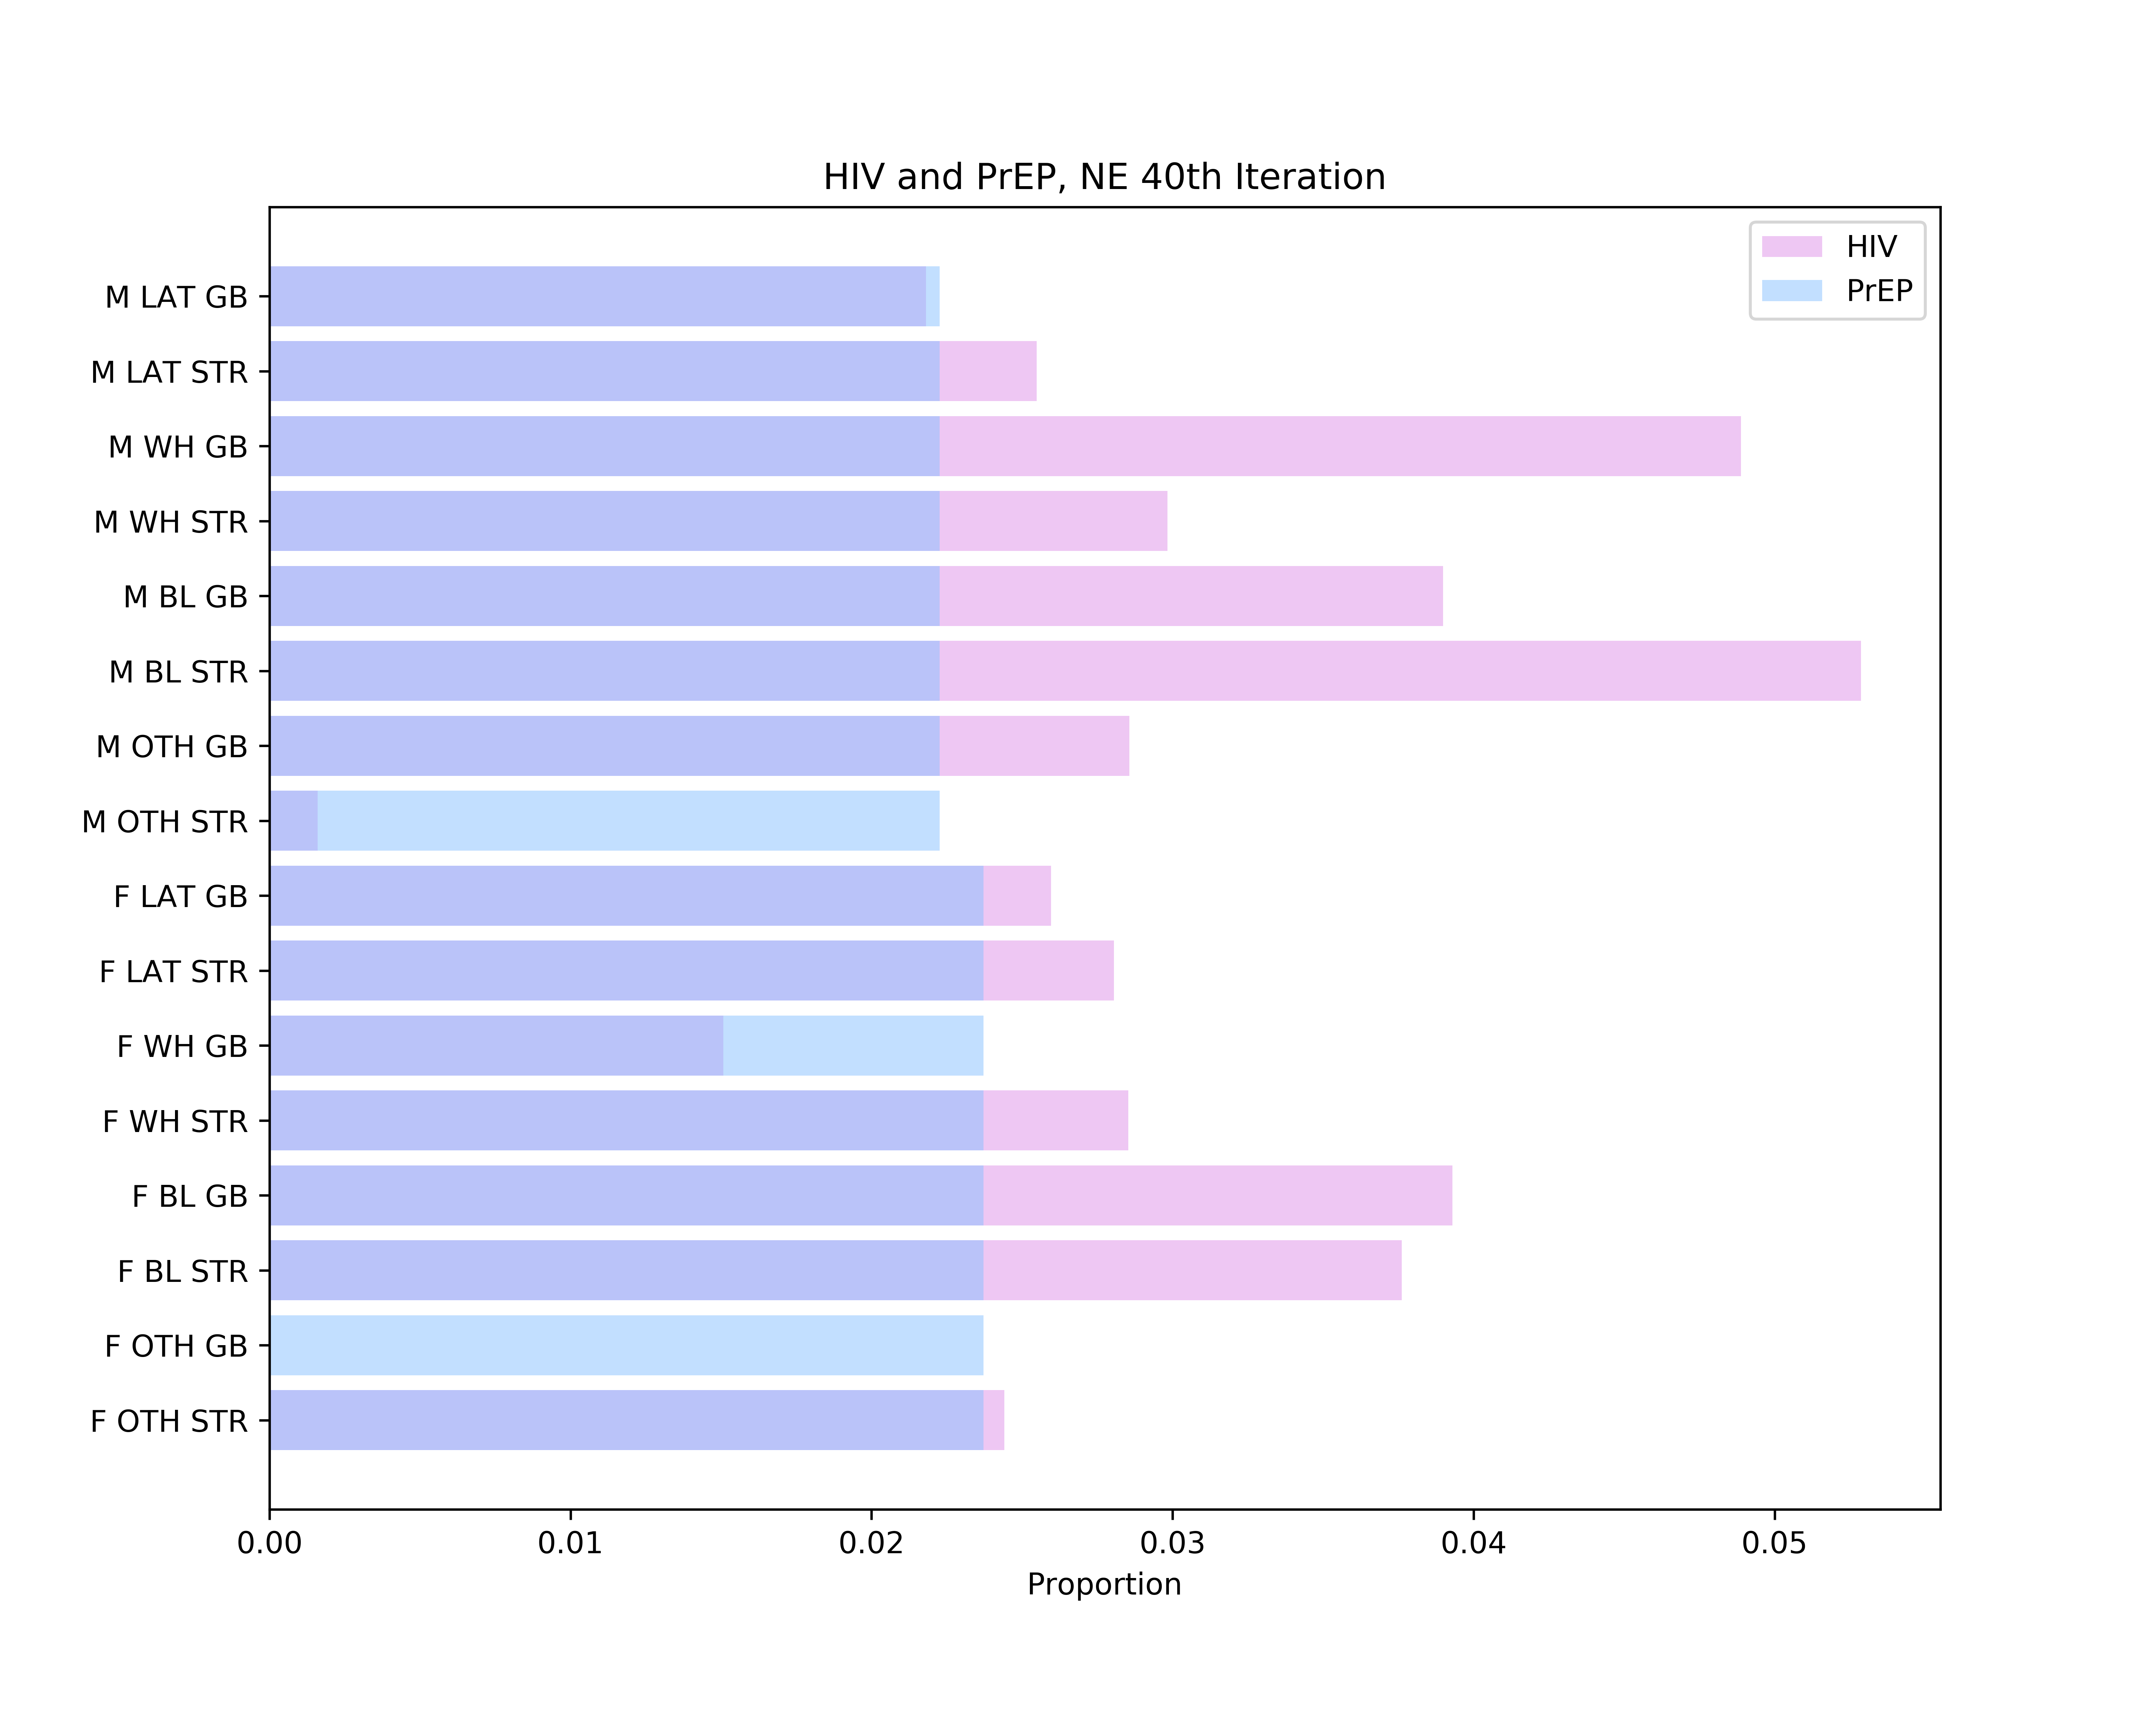 HIV and PrEP, NE 40th Iteration
HIV
PrEP
M LAT GB
M LAT STR
M WH GB
M WH STR
M BL GB
M BL STR
M OTH GB
M OTH STR
F LAT GB
F LAT STR
F WH GB
F WH STR
F BL GB
F BL STR
F OTH GB
F OTH STR
0.00 0.01 0.02 0.03 0.04 0.05
Proportion